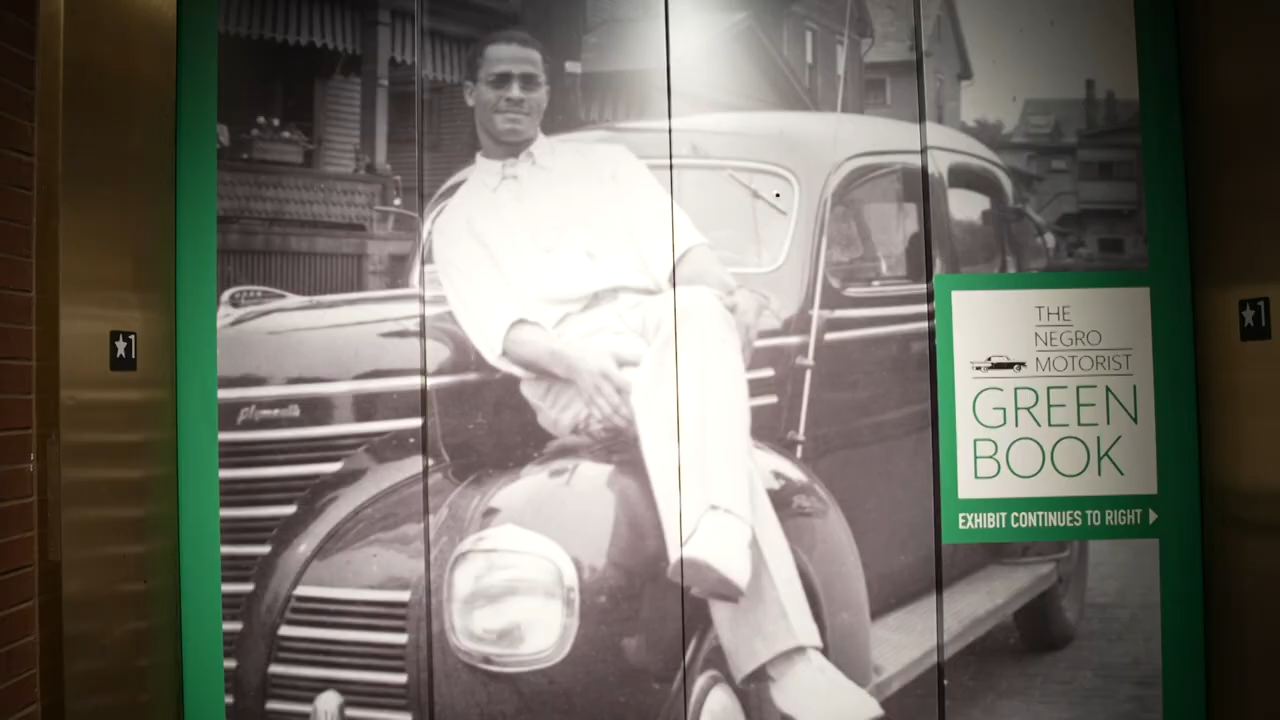 ★1
Plymouth
THE
NEGRO
MOTORIST
GREEN
BOOK
EXHIBIT CONTINUES TO RIGHT
★1